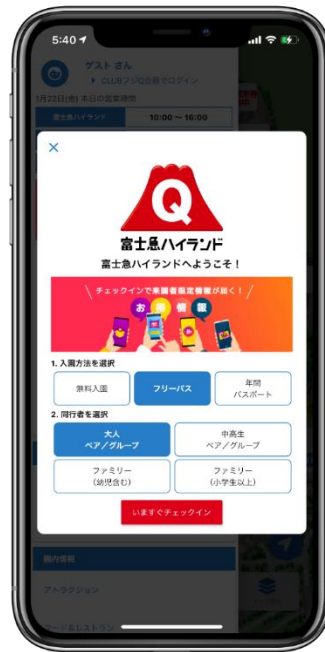 5:40
ゲスト さん
CLUBフジQ会員でログイン
1月22日(金) 本日の営業時間
富士急ハイランド
10:00 ～ 16:00
Q
富士急ハイランド
富士急ハイランドへようこそ！
チェックインで来園者限定情報が届く！
お得情報
1. 入園方法を選択
無料入園
フリーパス
年間
パスポート
2. 同行者を選択
大人
ペア／グループ
中高生
ペア／グループ
ファミリー
(幼児含む)
ファミリー
(小学生以上)
いますぐチェックイン
園内情報
アトラクション
フード&レストラン